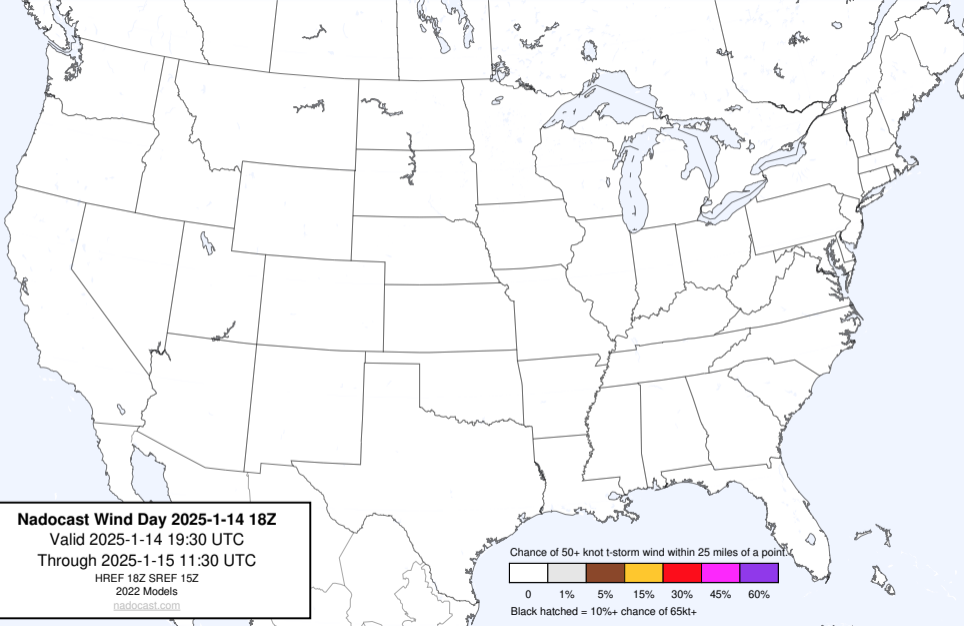 Nadocast Wind Day 2025-1-14 18Z
Valid 2025-1-14 19:30 UTC
Through 2025-1-15 11:30 UTC
HREF 18Z SREF 15Z
2022 Models
nadocast.com
Chance of 50+ knot t-storm wind within 25 miles of a point.
0 1% 5% 15% 30% 45% 60%
Black hatched = 10%+ chance of 65kt+